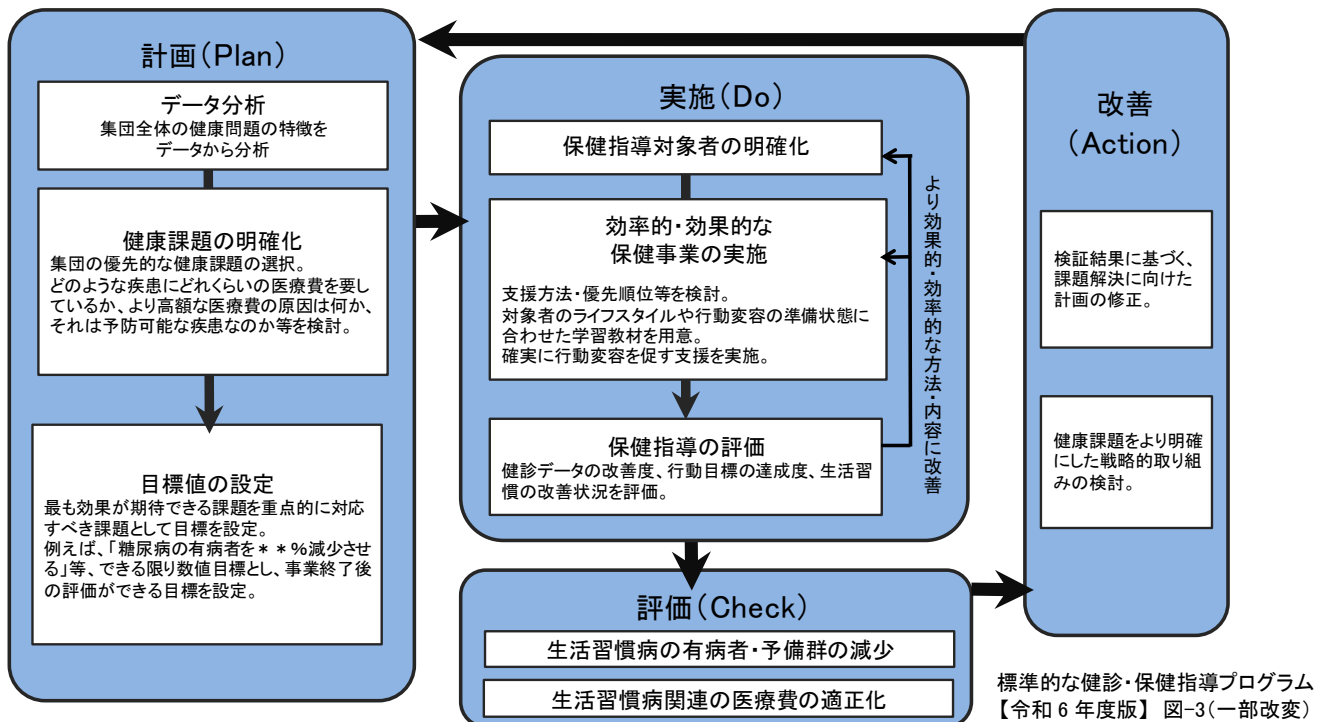 計画(Plan)
データ分析
集団全体の健康問題の特徴を
データから分析
健康課題の明確化
集団の優先的な健康課題の選択。
どのような疾患にどれくらいの医療費を要し
ているか、より高額な医療費の原因は何か、
それは予防可能な疾患なのか等を検討。
目標値の設定
最も効果が期待できる課題を重点的に対応
すべき課題として目標を設定。
例えば、「糖尿病の有病者を**%減少させ
る」等、できる限り数値目標とし、事業終了後
の評価ができる目標を設定。
実施(Do)
保健指導対象者の明確化
効率的・効果的な
保健事業の実施
支援方法・優先順位等を検討。
対象者のライフスタイルや行動変容の準備状態に
合わせた学習教材を用意。
確実に行動変容を促す支援を実施。
保健指導の評価
健診データの改善度、行動目標の達成度、生活習
慣の改善状況を評価。
より効果的・効率的な方法・内容に改善
評価(Check)
生活習慣病の有病者・予備群の減少
生活習慣病関連の医療費の適正化
改善
(Action)
検証結果に基づく、
課題解決に向けた
計画の修正。
健康課題をより明確
にした戦略的取り組
みの検討。
標準的な健診・保健指導プログラム
【令和6年度版】 図-3(一部改変)